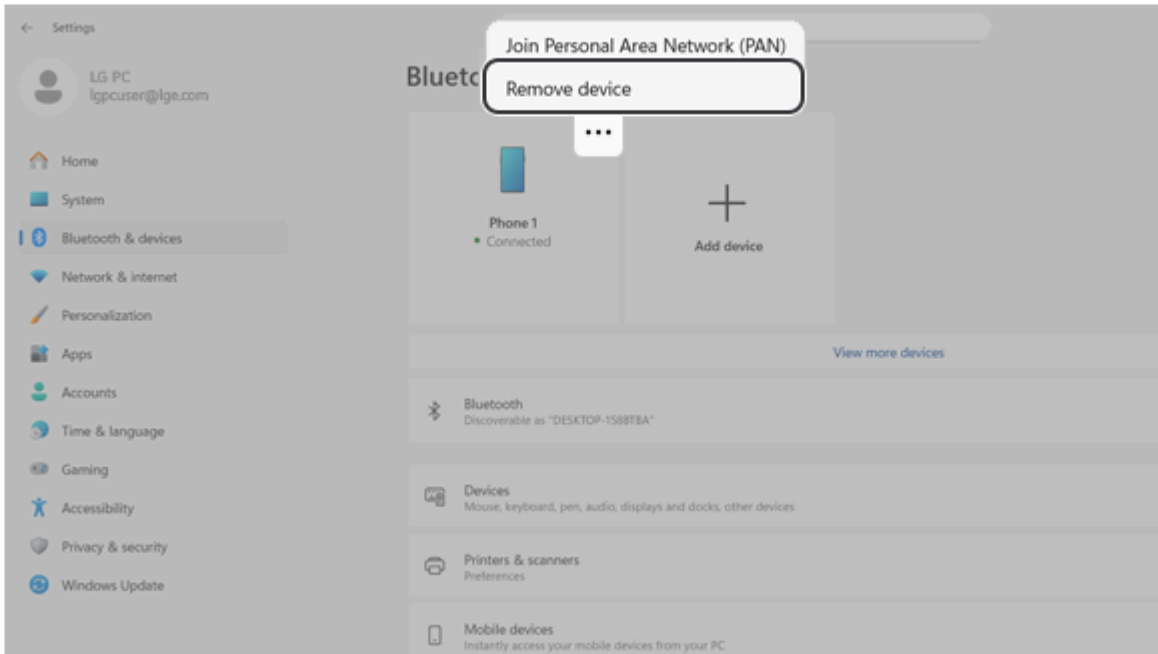 Settings
LG PC
lgpcuser@lge.com
Home
System
Bluetooth & devices
Network & internet
Personalization
Apps
Accounts
Time & language
Gaming
Accessibility
Privacy & security
Windows Update
Join Personal Area Network (PAN)
Remove device
Phone 1
Connected
Add device
View more devices
Bluetooth
Discoverable as "DESKTOP-1588TBA"
Devices
Mouse, keyboard, pen, audio, displays and docks, other devices
Printers & scanners
Preferences
Mobile devices
Instantly access your mobile devices from your PC